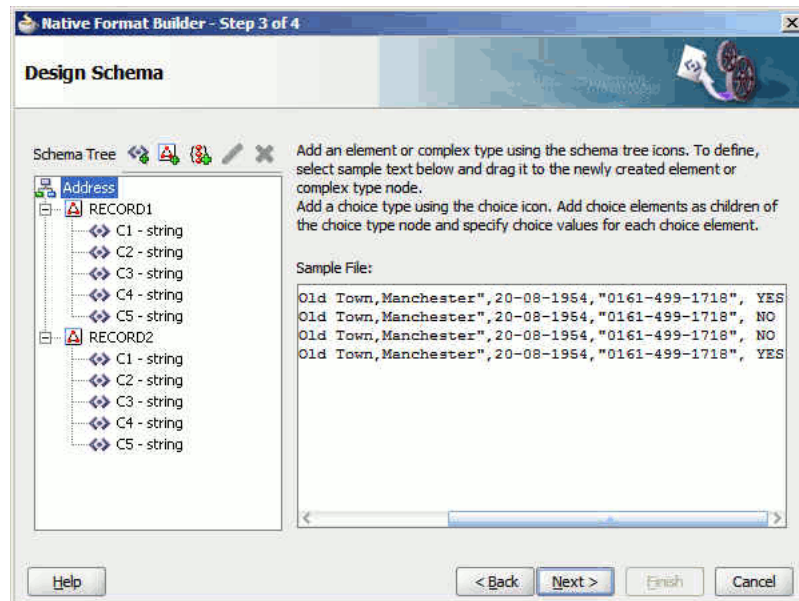 Native Format Builder - Step 3 of 4
Design Schema
Schema Tree
Address
RECORD1
C1 - string
C2 - string
C3 - string
C4 - string
C5 - string
RECORD2
C1 - string
C2 - string
C3 - string
C4 - string
C5 - string
Add an element or complex type using the schema tree icons. To define,
select sample text below and drag it to the newly created element or
complex type node.
Add a choice type using the choice icon. Add choice elements as children of
the choice type node and specify choice values for each choice element.
Sample File:
Old Town,Manchester",20-08-1954,"0161-499-1718", YES
Old Town,Manchester",20-08-1954,"0161-499-1718", NO
Old Town,Manchester",20-08-1954,"0161-499-1718", NO
Old Town,Manchester",20-08-1954,"0161-499-1718", YES
Help
< Back
Next >
Finish
Cancel